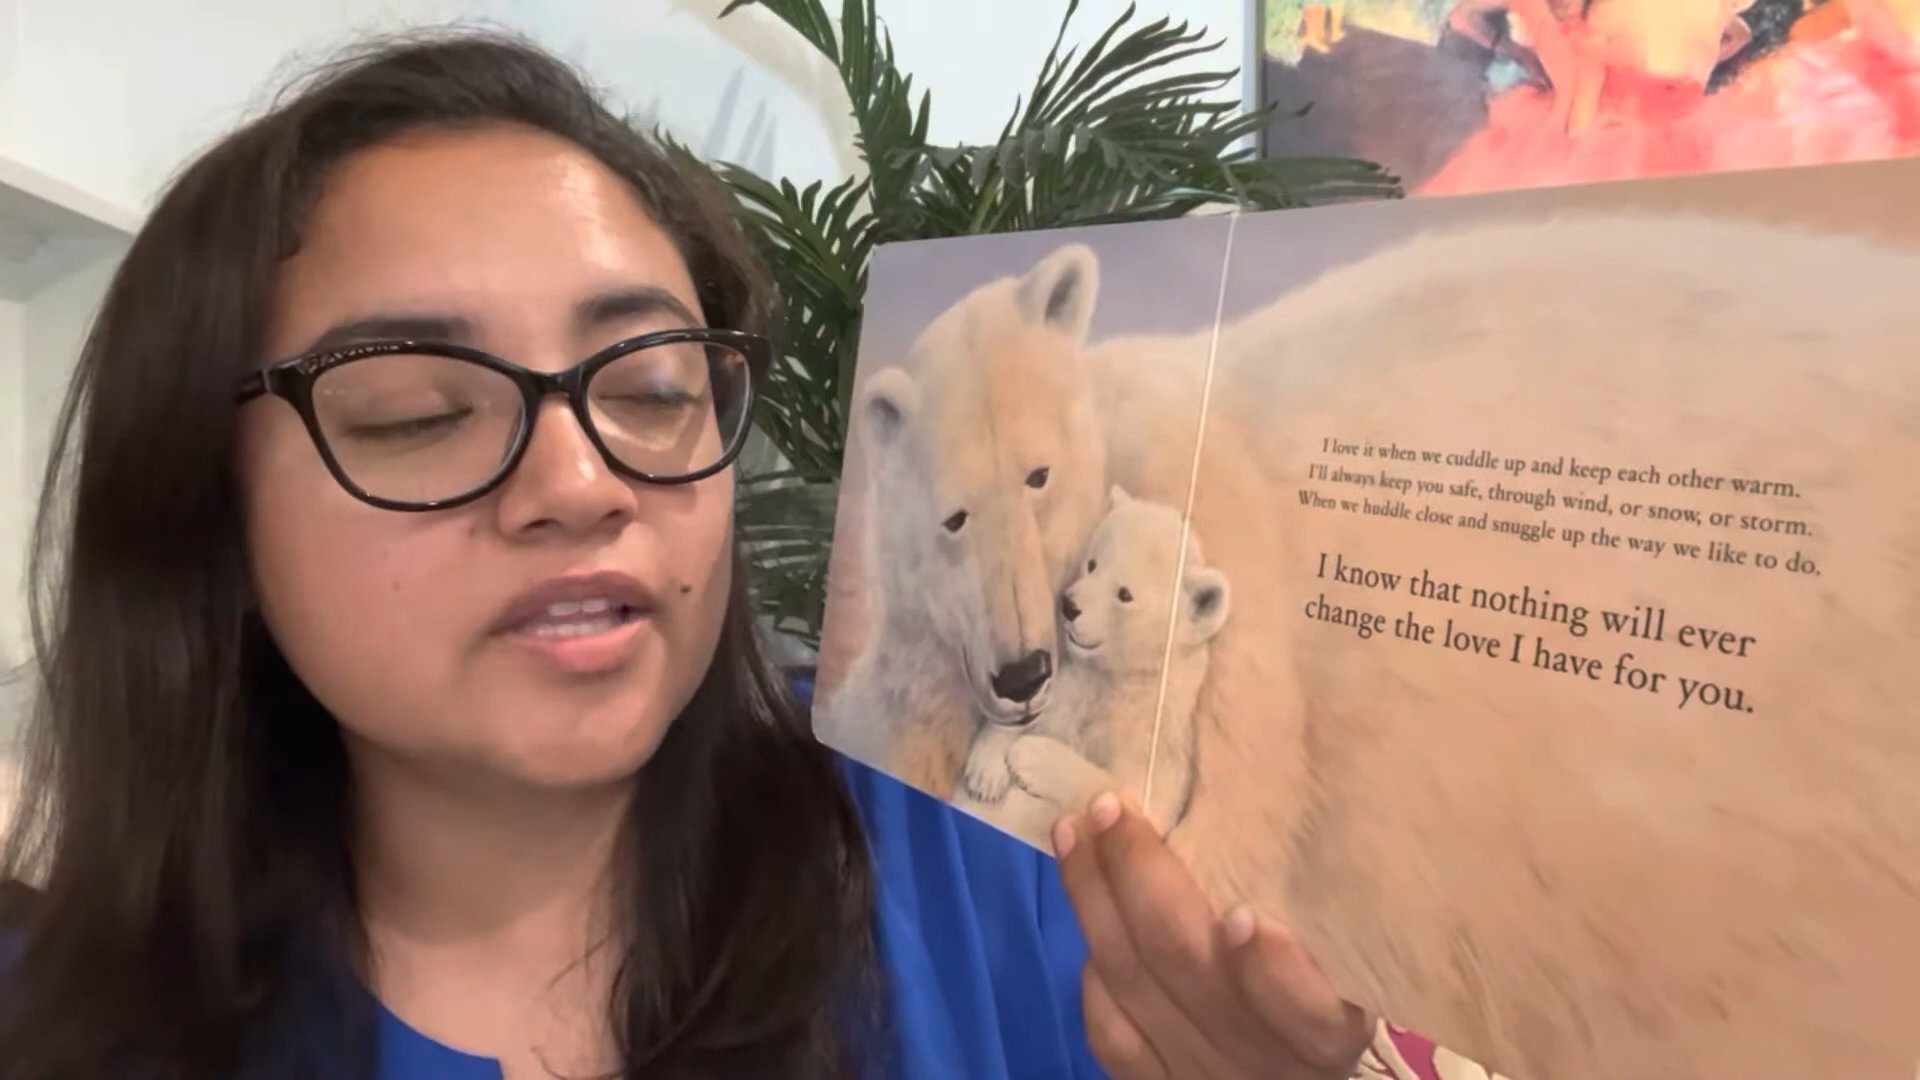 I love it when we cuddle up and keep each other warm.
I'll always keep you safe, through wind, or snow, or storm.
When we huddle close and snuggle up the way we like to do.
I know that nothing will ever
change the love I have for you.